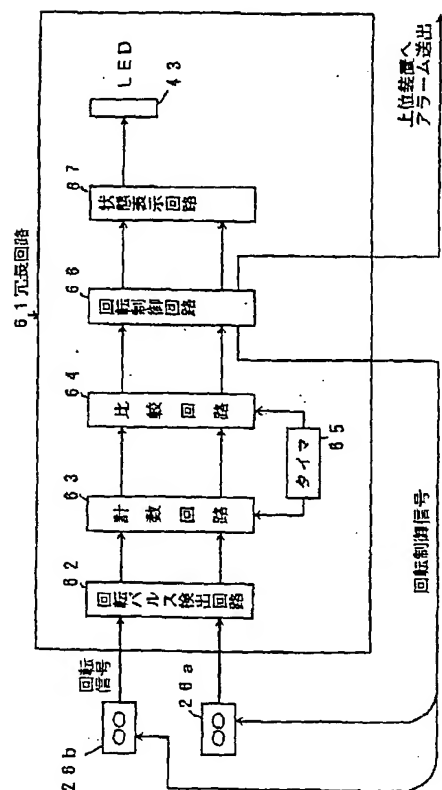 61冗長回路
26b
回転
信号
26a
62
回転パルス検出回路
63
計数回路
64
比較回路
タイマ
65
66
回転制御回路
67
状態表示回路
LED
43
回転制御信号
上位装置へ
アラーム送出